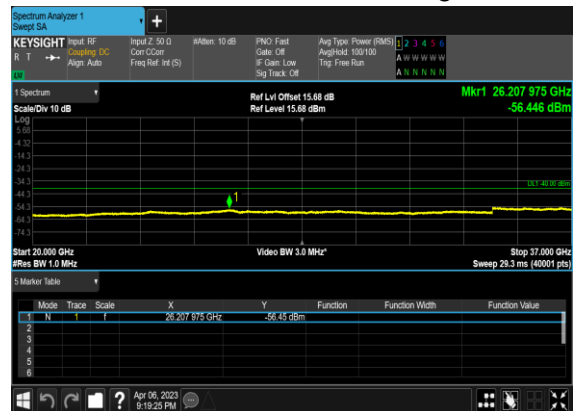 Spectrum Analyzer 1
Swept SA
+
KEYSIGHT Input: RF Input Z: 50 Ω #Atten: 10 dB PNO: Fast Avg Type: Power (RMS) 1 2 3 4 5 6
R T Coupling: DC Corr CCorr Gate: Off Avg|Hold: 100/100 A W W W W W
Align: Auto Freq Ref: Int (S) IF Gain: Low Trig: Free Run
Sig Track: Off A N N N N N
LW
1 Spectrum Ref Lvl Offset 15.68 dB Mkr1 26.207 975 GHz
Scale/Div 10 dB Ref Level 15.68 dBm -56.446 dBm
Log
5.68
-4.32
-14.3
-24.3
-34.3
DL1 -40.00 dBm
-44.3
1
-54.3
-64.3
-74.3
Start 20.000 GHz Video BW 3.0 MHz* Stop 37.000 GHz
#Res BW 1.0 MHz Sweep 29.3 ms (40001 pts)
5 Marker Table
Mode Trace Scale X Y Function Function Width Function Value
1 N 1 f 26.207 975 GHz -56.45 dBm
2
3
4
5
6
? Apr 06, 2023
9:19:25 PM